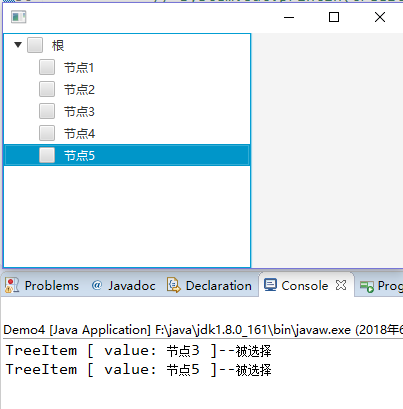 根
节点1
节点2
节点3
节点4
节点5
Problems @ Javadoc Declaration Console Prog
Demo4 [Java Application] F:\java\jdk1.8.0_161\bin\javaw.exe (2018年6
TreeItem [ value: 节点3 ]--被选择
TreeItem [ value: 节点5 ]--被选择